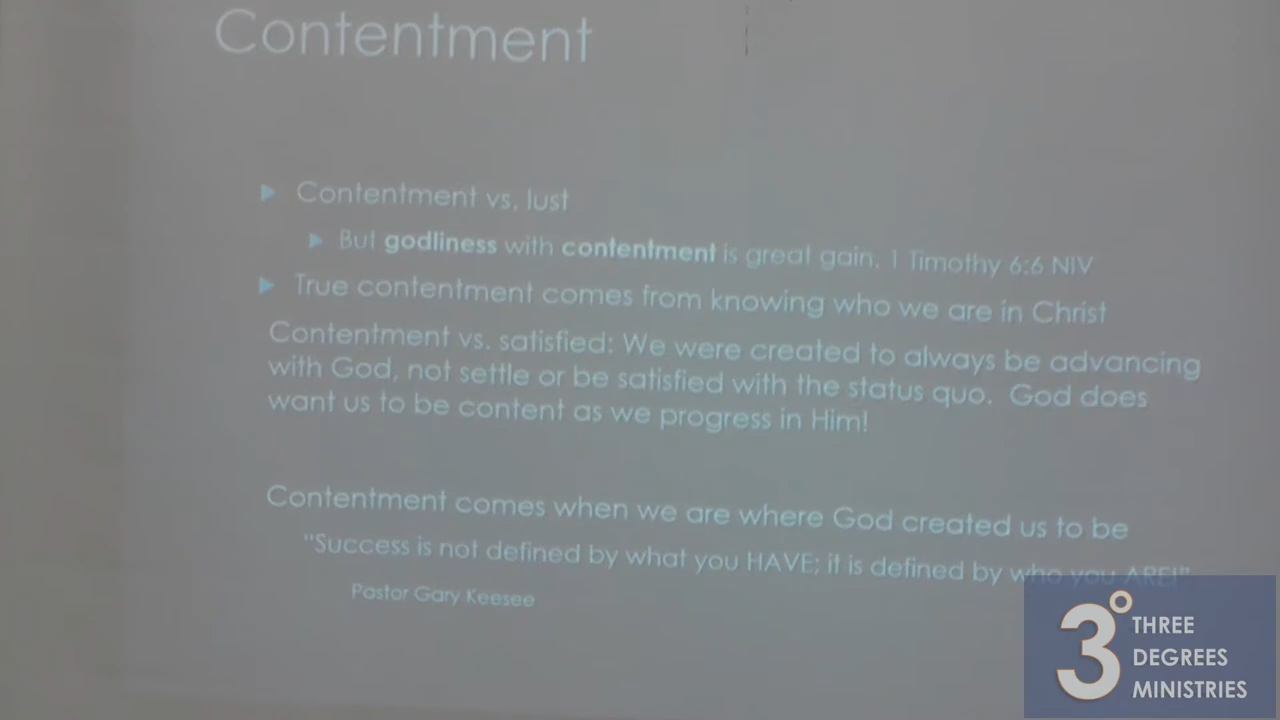 Contentment
Contentment vs. lust
But godliness with contentment is great gain. 1 Timothy 6:6 NIV
True contentment comes from knowing who we are in Christ
Contentment vs. satisfied: We were created to always be advancing
with God, not settle or be satisfied with the status quo. God does
want us to be content as we progress in Him!
Contentment comes when we are where God created us to be
"Success is not defined by what you HAVE; it is defined by who you ARE!"
Pastor Gary Keesee
3°
THREE
DEGREES
MINISTRIES